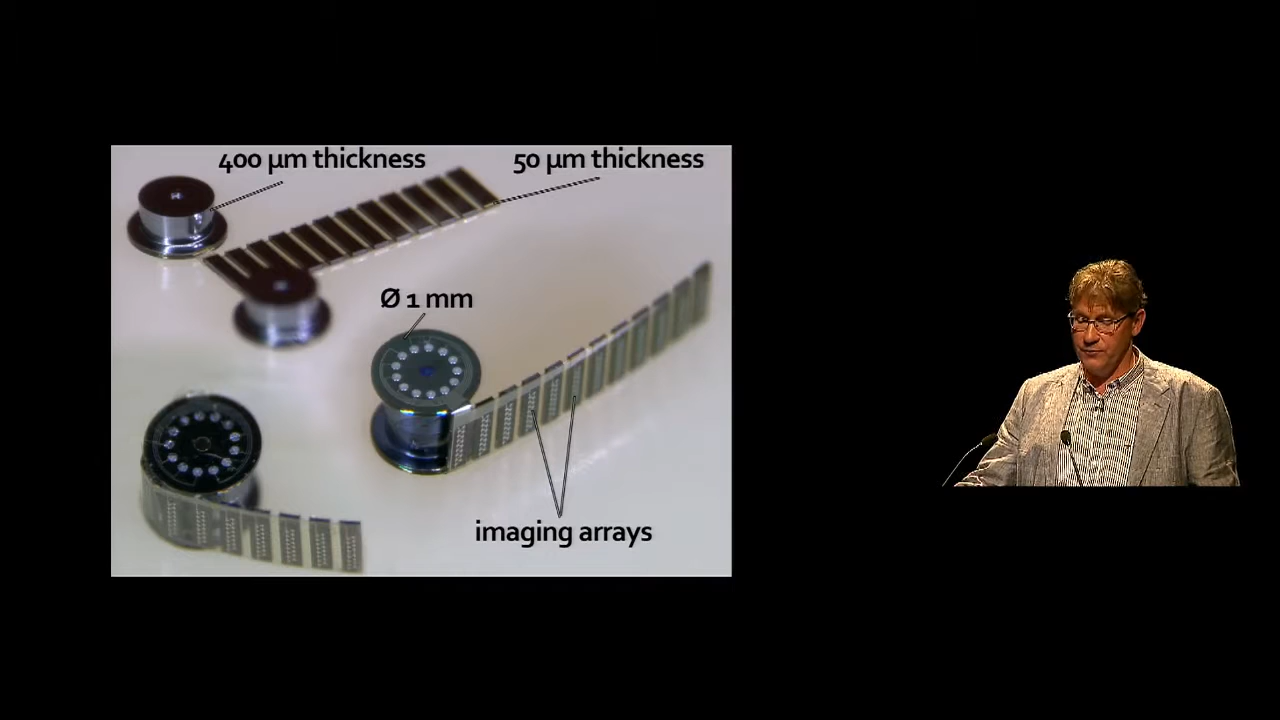 400 µm thickness
50 µm thickness
Ø 1 mm
imaging arrays